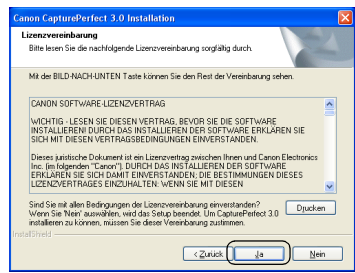 Canon CapturePerfect 3.0 Installation
Lizenzvereinbarung
Bitte lesen Sie die nachfolgende Lizenzvereinbarung sorgfältig durch.
Mit der BILD-NACH-UNTEN Taste können Sie den Rest der Vereinbarung sehen.
CANON SOFTWARE-LIZENZVERTRAG
WICHTIG - LESEN SIE DIESEN VERTRAG, BEVOR SIE DIE SOFTWARE
INSTALLIEREN! DURCH DAS INSTALLIEREN DER SOFTWARE ERKLÄREN SIE
SICH MIT DIESEN VERTRAGSBEDINGUNGEN EINVERSTANDEN.
Dieses juristische Dokument ist ein Lizenzvertrag zwischen Ihnen und Canon Electronics
Inc. (im folgenden "Canon"). DURCH DAS INSTALLIEREN DER SOFTWARE
ERKLÄREN SIE SICH DAMIT EINVERSTANDEN; DIE BESTIMMUNGEN DIESES
LIZENZVERTRAGES EINZUHALTEN: WENN SIE MIT DIESEN
Sind Sie mit allen Bedingungen der Lizenzvereinbarung einverstanden?
Wenn Sie 'Nein' auswählen, wird das Setup beendet. Um CapturePerfect 3.0
installieren zu können, müssen Sie dieser Vereinbarung zustimmen.
Drucken
InstallShield
< Zurück
Ja
Nein